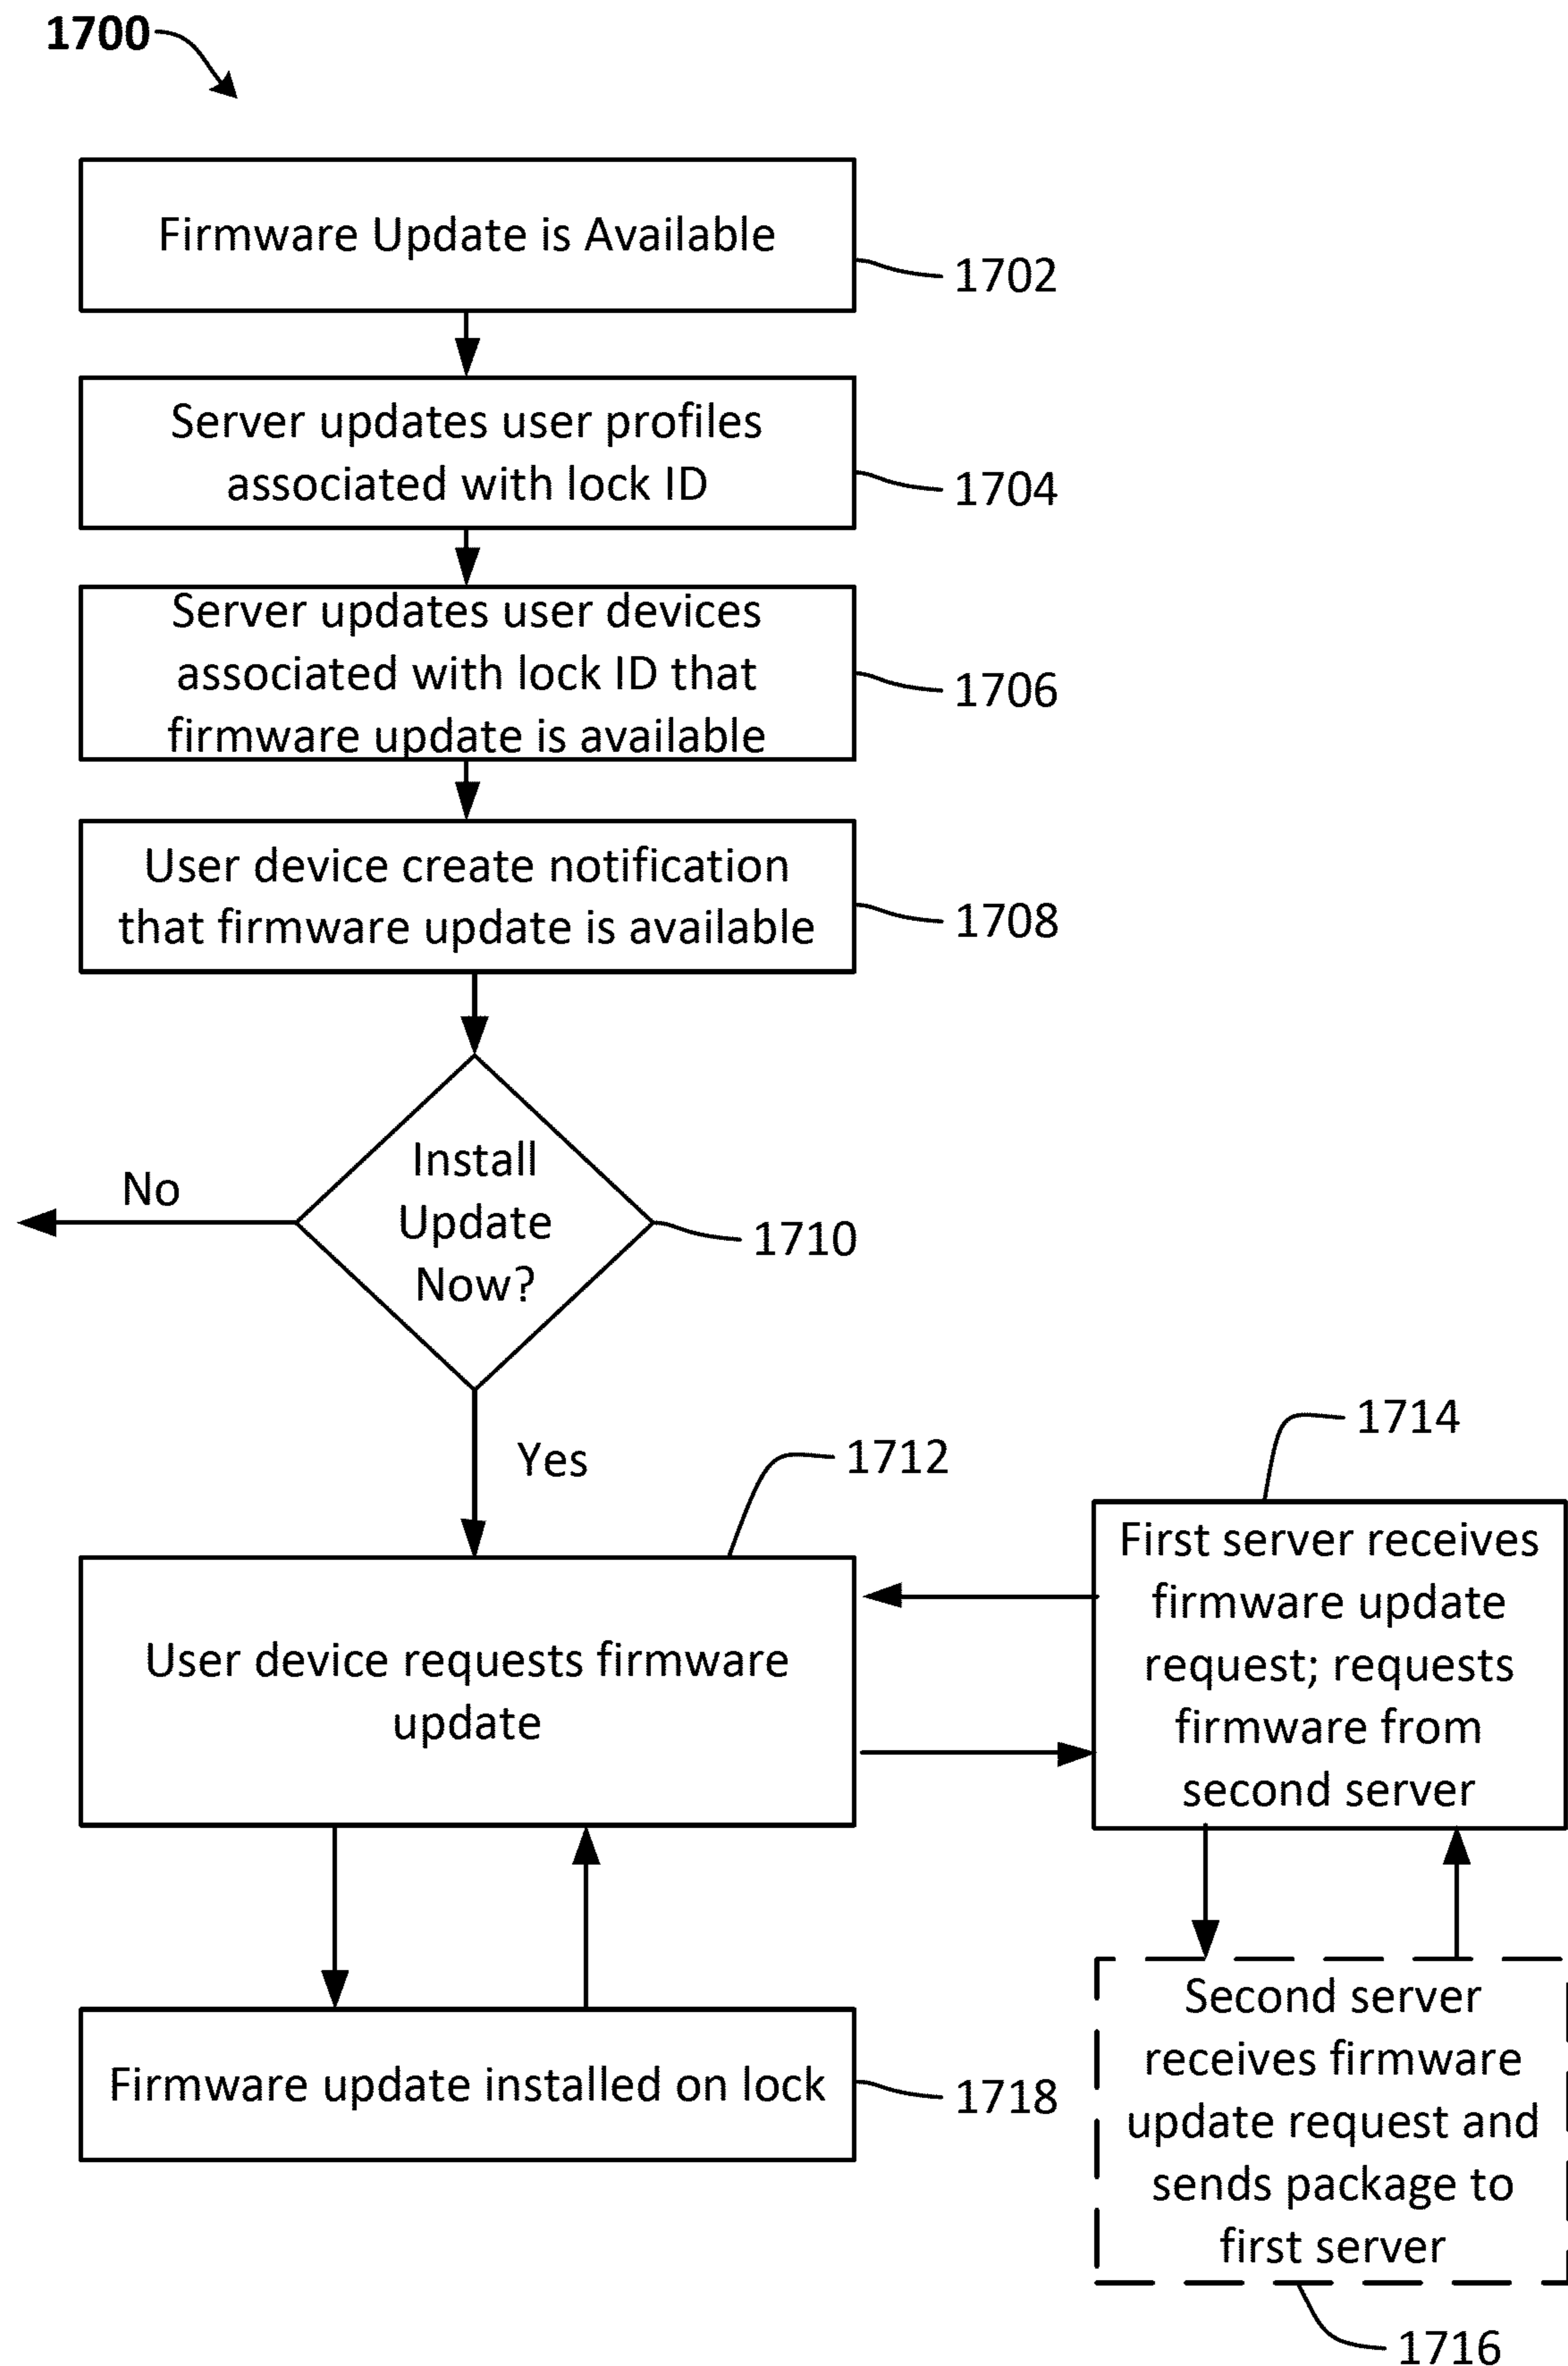 1700
Firmware Update is Available
1702
Server updates user profiles
associated with lock ID
1704
Server updates user devices
associated with lock ID that
firmware update is available
1706
User device create notification
that firmware update is available
1708
Install
Update
Now?
No
1710
Yes
1712
User device requests firmware
update
1714
First server receives
firmware update
request; requests
firmware from
second server
Second server
receives firmware
update request and
sends package to
first server
1716
Firmware update installed on lock
1718